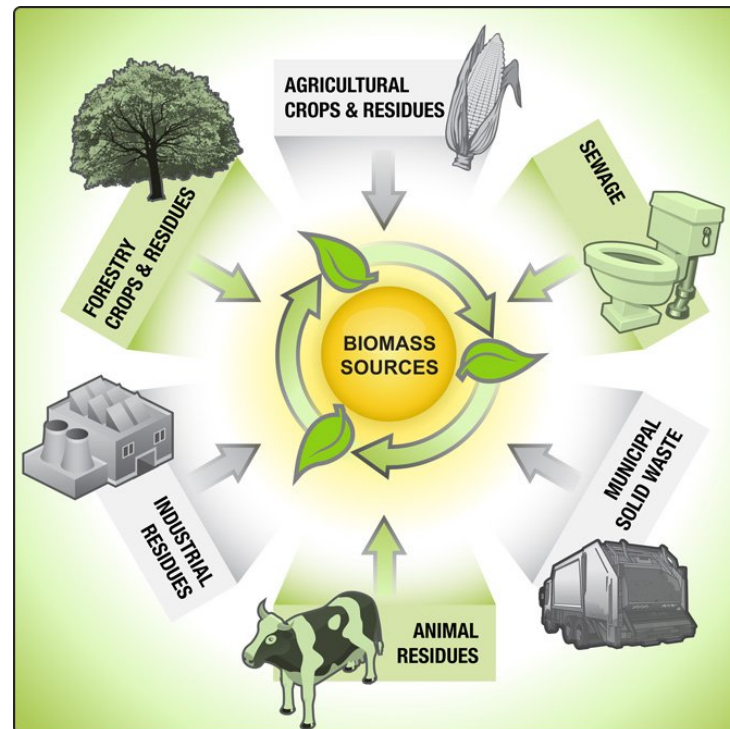 AGRICULTURAL
CROPS & RESIDUES
SEWAGE
FORESTRY
CROPS & RESIDUES
BIOMASS
SOURCES
MUNICIPAL
SOLID WASTE
INDUSTRIAL
RESIDUES
ANIMAL
RESIDUES